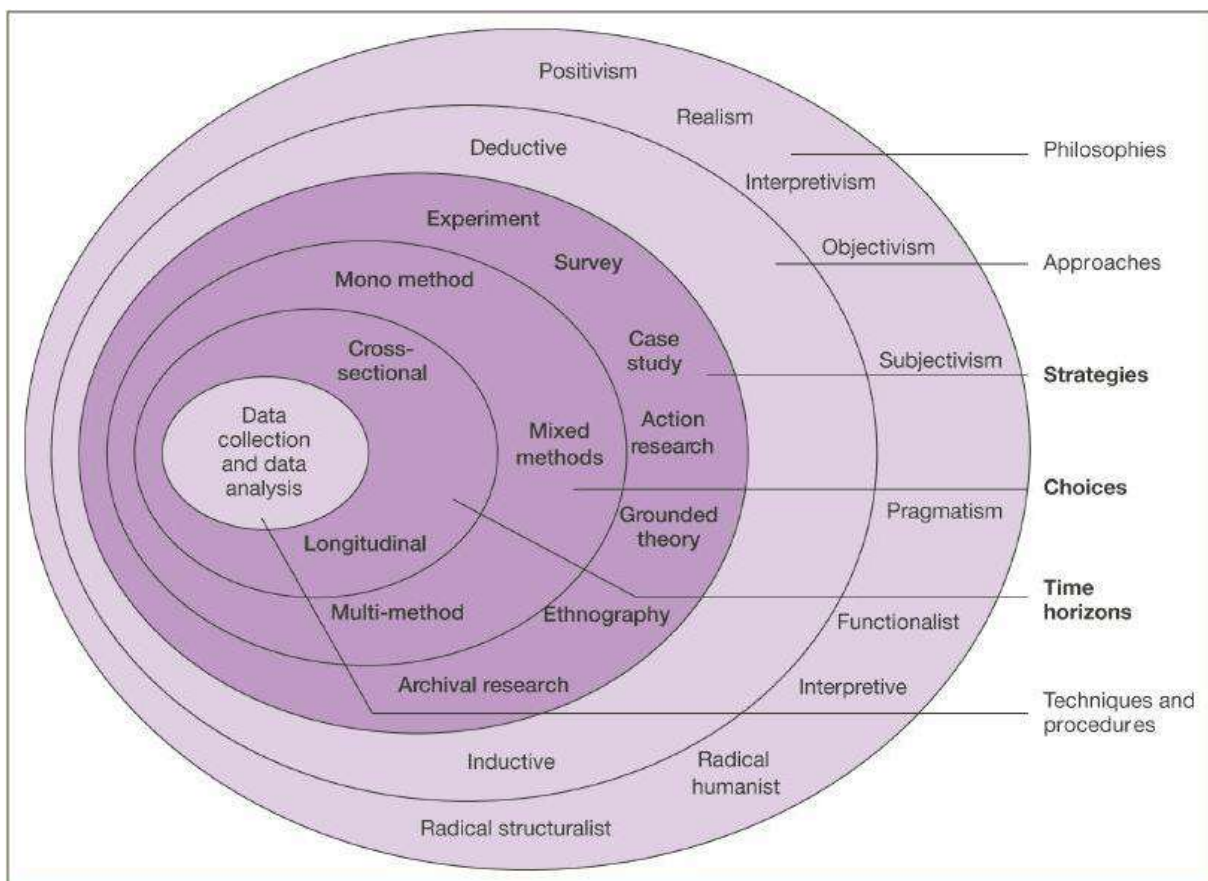 Positivism
Realism
Deductive
Philosophies
Interpretivism
Experiment
Objectivism
Survey
Approaches
Mono method
Case
study
Cross-
sectional
Subjectivism
Strategies
Data
collection
and data
analysis
Mixed
methods
Action
research
Choices
Pragmatism
Grounded
theory
Longitudinal
Time
horizons
Multi-method
Ethnography
Functionalist
Archival research
Interpretive
Techniques and
procedures
Inductive
Radical
humanist
Radical structuralist